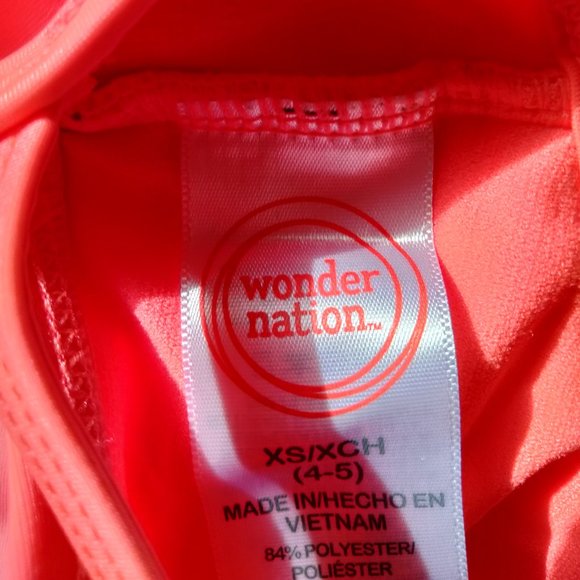 wonder
nation™
XS/XCH
(4-5)
MADE IN/HECHO EN
VIETNAM
84% POLYESTER/
POLIÉSTER